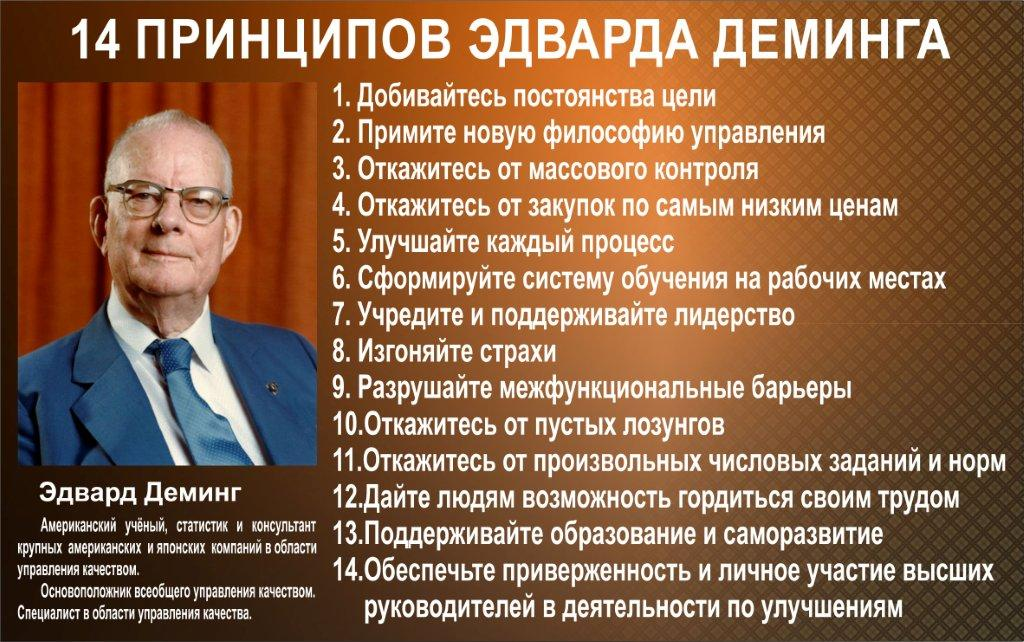 14 ПРИНЦИПОВ ЭДВАРДА ДЕМИНГА
1. Добивайтесь постоянства цели
2. Примите новую философию управления
3. Откажитесь от массового контроля
4. Откажитесь от закупок по самым низким ценам
5. Улучшайте каждый процесс
6. Сформируйте систему обучения на рабочих местах
7. Учредите и поддерживайте лидерство
8. Изгоняйте страхи
9. Разрушайте межфункциональные барьеры
10.Откажитесь от пустых лозунгов
11.Откажитесь от произвольных числовых заданий и норм
12.Дайте людям возможность гордиться своим трудом
13.Поддерживайте образование и саморазвитие
14.Обеспечьте приверженность и личное участие высших
руководителей в деятельности по улучшениям
Эдвард Деминг
Американский учёный, статистик и консультант
крупных американских и японских компаний в области
управления качеством.
Основоположник всеобщего управления качеством.
Специалист в области управления качества.